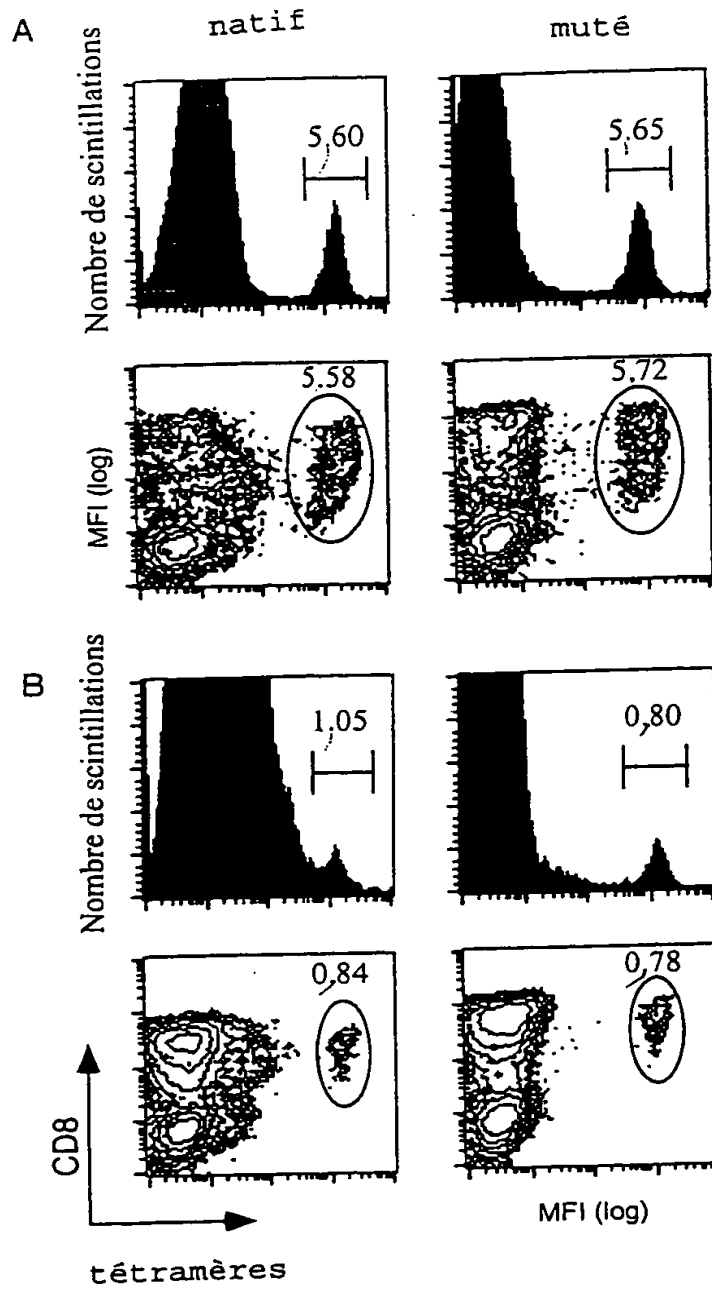 A
natif
muté
Nombre de scintillations
5,60
5,65
MFI (log)
5,58
5,72
B
Nombre de scintillations
1,05
0,80
0,84
0,78
CD8
MFI (log)
tétramères